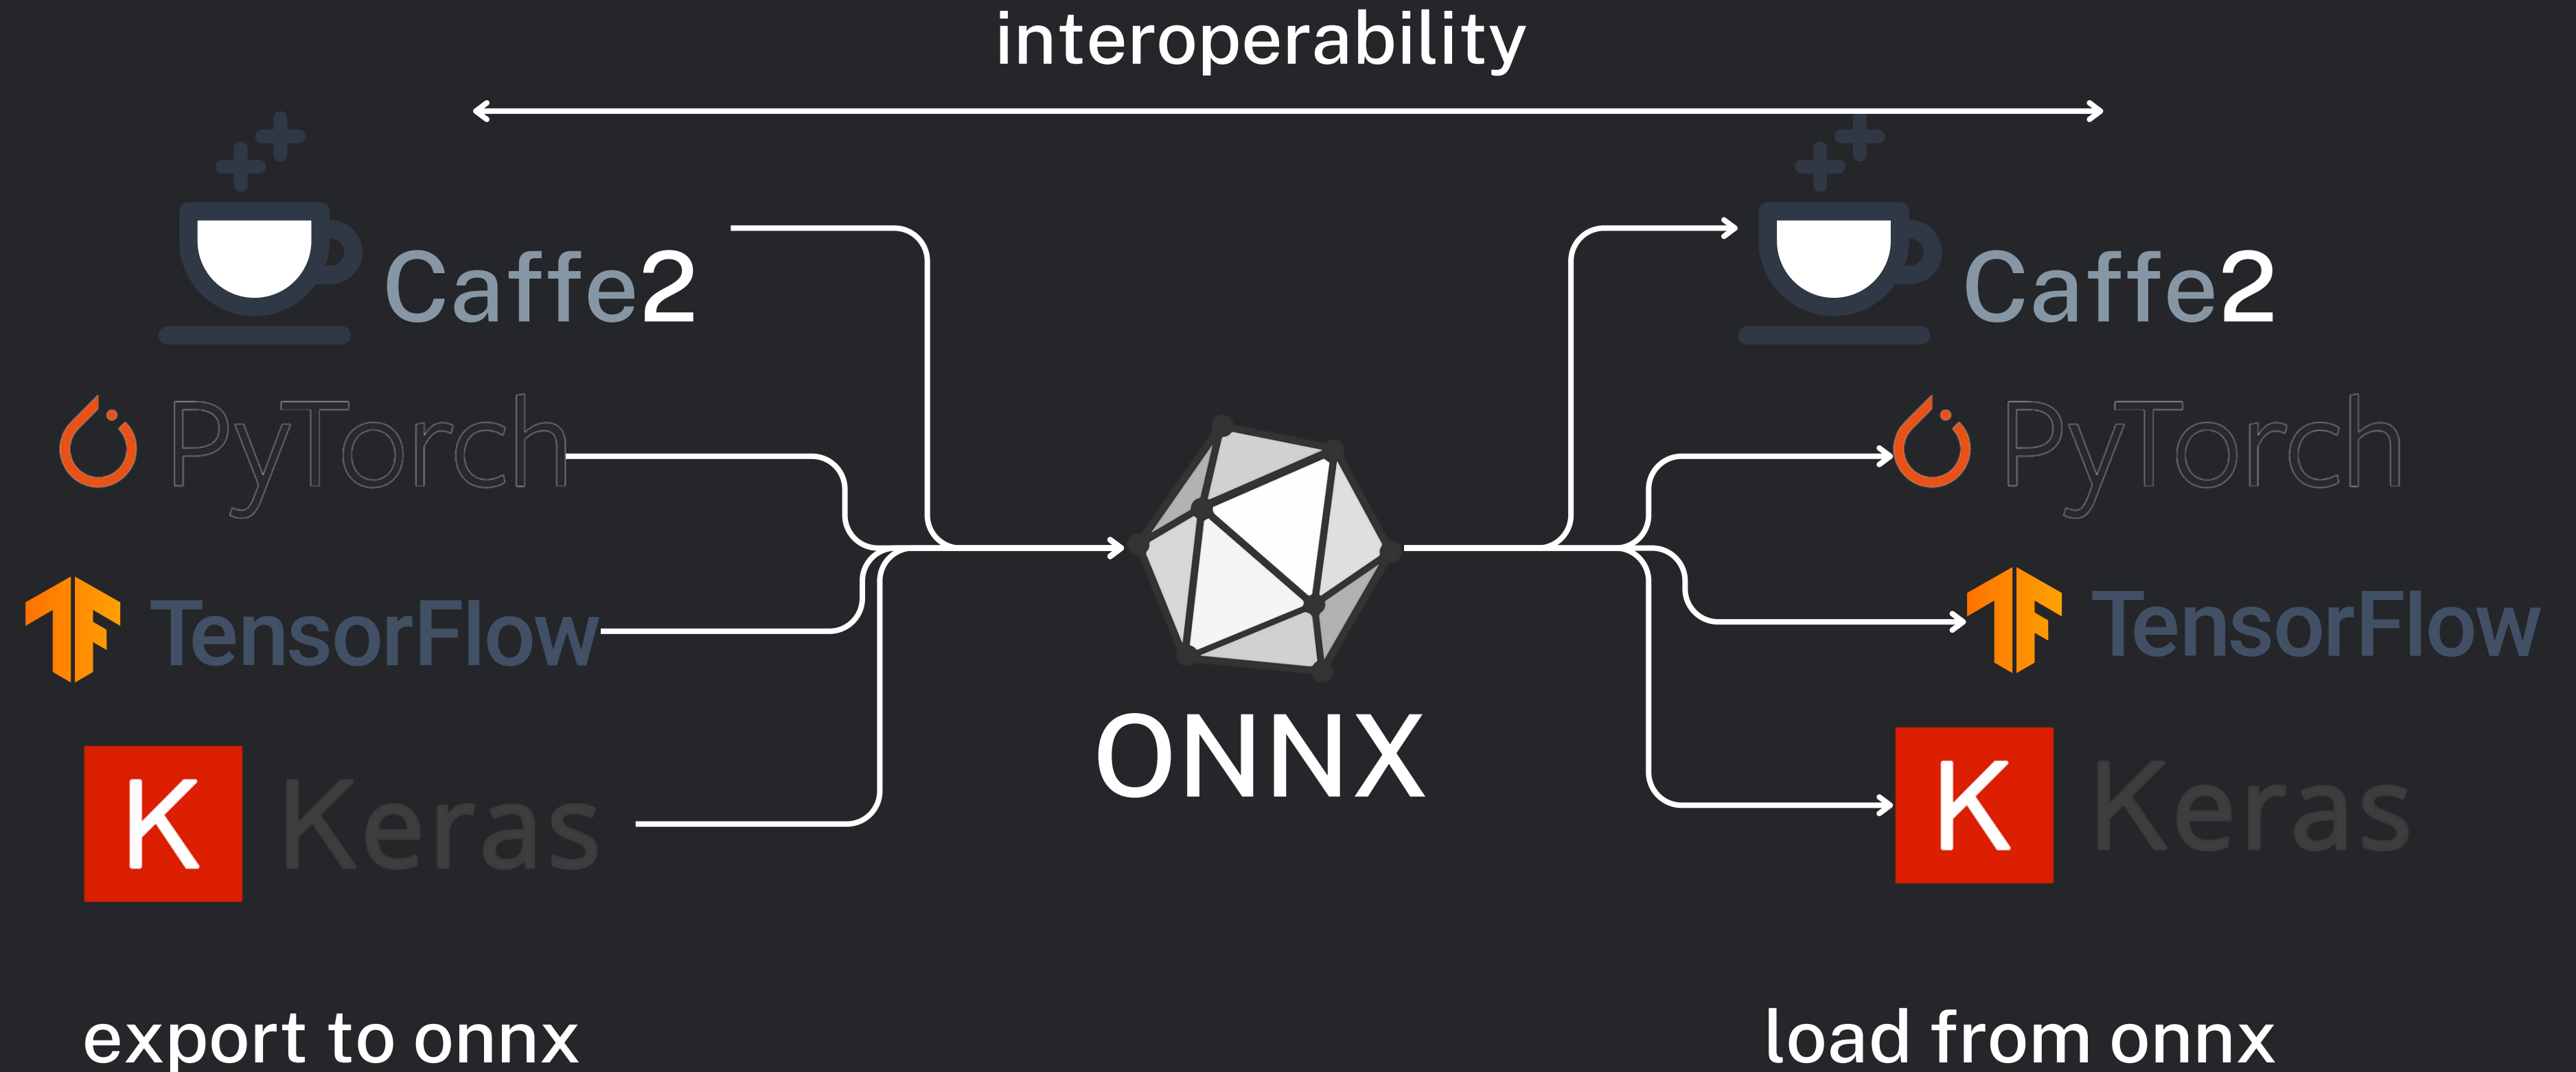 interoperability
Caffe2
Caffe2
PyTorch
PyTorch
TensorFlow
TensorFlow
K Keras
K Keras
ONNX
export to onnx
load from onnx